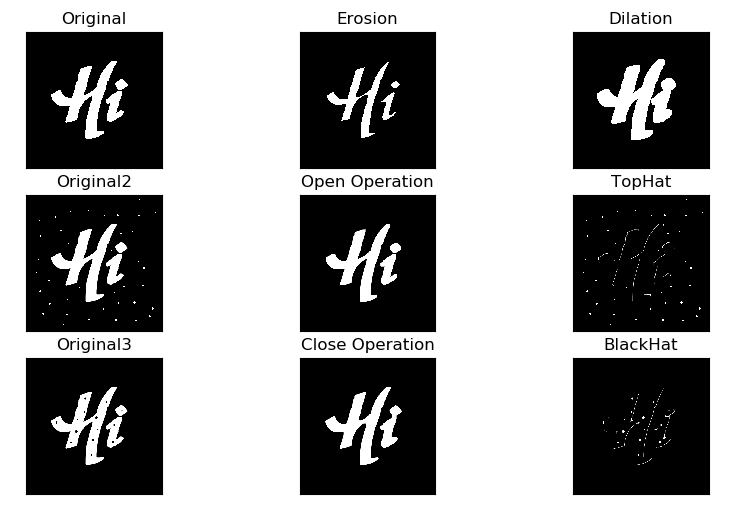 Original Erosion Dilation
Hi Hi Hi
Original2 Open Operation TopHat
Hi Hi Hi
Original3 Close Operation BlackHat
Hi Hi Hi